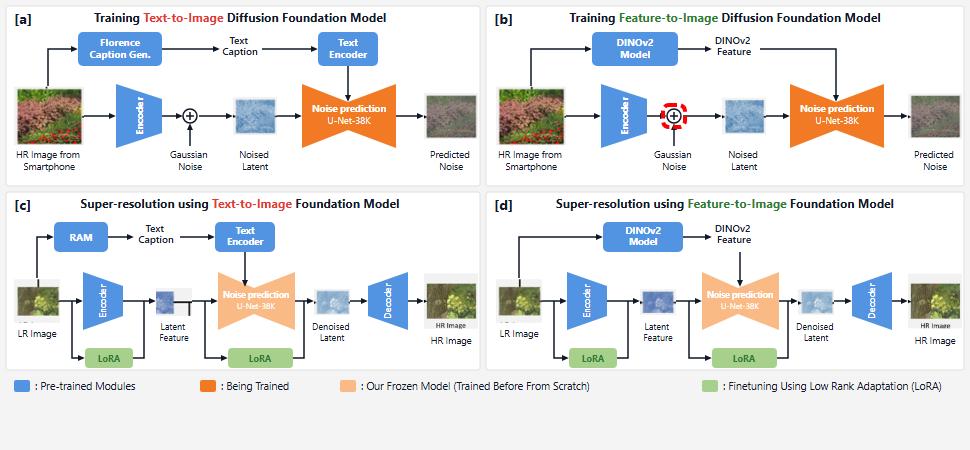 [a] Training Text-to-Image Diffusion Foundation Model
Florence
Caption Gen.
Text
Caption
Text
Encoder
Encoder
Noise prediction
U-Net-38K
HR Image from
Smartphone
Gaussian
Noise
Noised
Latent
Predicted
Noise
[b] Training Feature-to-Image Diffusion Foundation Model
DINOv2
Model
DINOv2
Feature
Encoder
Noise prediction
U-Net-38K
HR Image from
Smartphone
Gaussian
Noise
Noised
Latent
Predicted
Noise
[c] Super-resolution using Text-to-Image Foundation Model
RAM
Text
Caption
Text
Encoder
Encoder
Noise prediction
U-Net-38K
Decoder
LR Image
Latent
Feature
Denoised
Latent
HR Image
HR Image
LoRA
LoRA
[d] Super-resolution using Feature-to-Image Foundation Model
DINOv2
Model
DINOv2
Feature
Encoder
Noise prediction
U-Net-38K
Decoder
LR Image
Latent
Feature
Denoised
Latent
HR Image
HR Image
LoRA
LoRA
: Pre-trained Modules
: Being Trained
: Our Frozen Model (Trained Before From Scratch)
: Finetuning Using Low Rank Adaptation (LoRA)